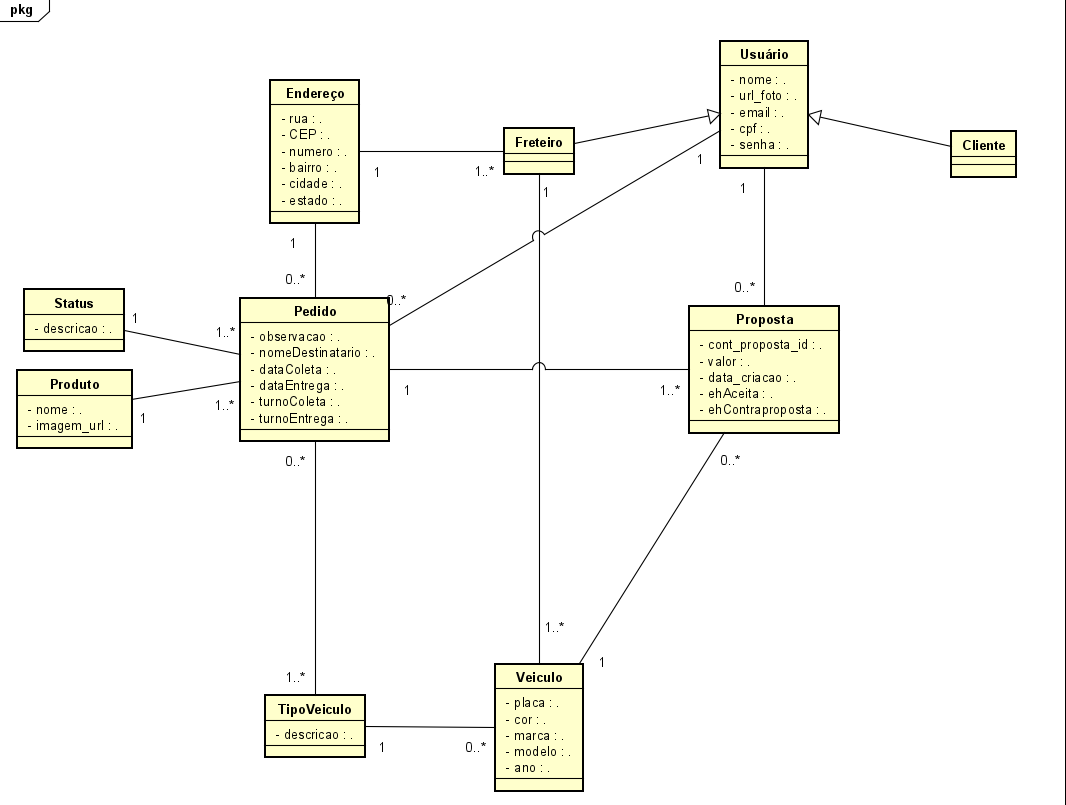 pkg
Usuário
- nome : .
- url_foto : .
- email : .
- cpf : .
- senha : .
Endereço
- rua : .
- CEP : .
- numero : .
- bairro : .
- cidade : .
- estado : .
Freteiro
Cliente
1
1..*
1
1
1
1
0..*
0..*
0..*
Status
- descricao : .
1
1..*
Pedido
- observacao : .
- nomeDestinatario : .
- dataColeta : .
- dataEntrega : .
- turnoColeta : .
- turnoEntrega : .
Proposta
- cont_proposta_id : .
- valor : .
- data_criacao : .
- ehAceita : .
- ehContraproposta : .
Produto
- nome : .
- imagem_url : .
1
1..*
1
1..*
0..*
0..*
1..*
1..*
1
TipoVeiculo
- descricao : .
1
0..*
Veiculo
- placa : .
- cor : .
- marca : .
- modelo : .
- ano : .